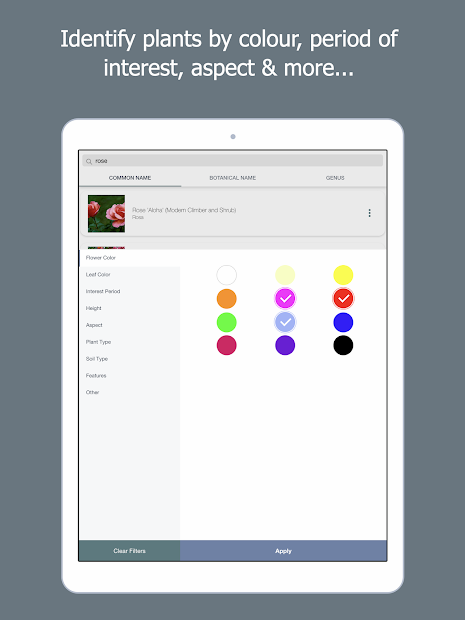 Identify plants by colour, period of
interest, aspect & more...
rose
COMMON NAME
BOTANICAL NAME
GENUS
Rose 'Aloha' (Modern Climber and Shrub)
Rosa
Flower Color
Leaf Color
Interest Period
Height
Aspect
Plant Type
Soil Type
Features
Other
Clear Filters
Apply